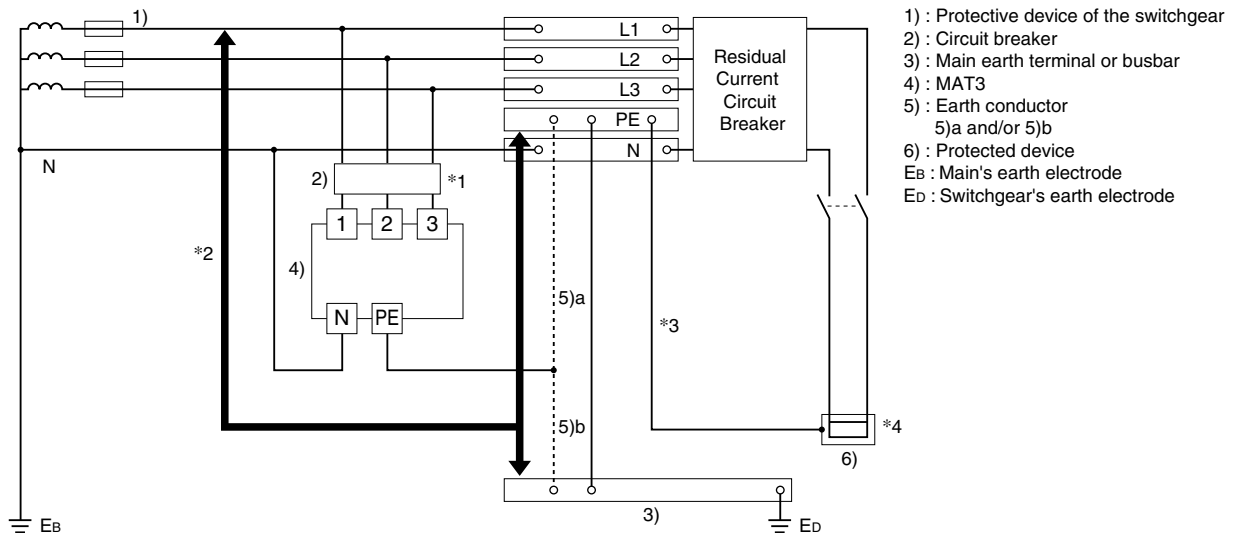 1)
L1
L2
L3
PE
N
Residual
Current
Circuit
Breaker
N
2)
*1
1 2 3
*2
4)
N PE
5)a
*3
5)b
*4
6)
3)
EB
ED
1) : Protective device of the switchgear
2) : Circuit breaker
3) : Main earth terminal or busbar
4) : MAT3
5) : Earth conductor
5)a and/or 5)b
6) : Protected device
EB : Main's earth electrode
ED : Switchgear's earth electrode